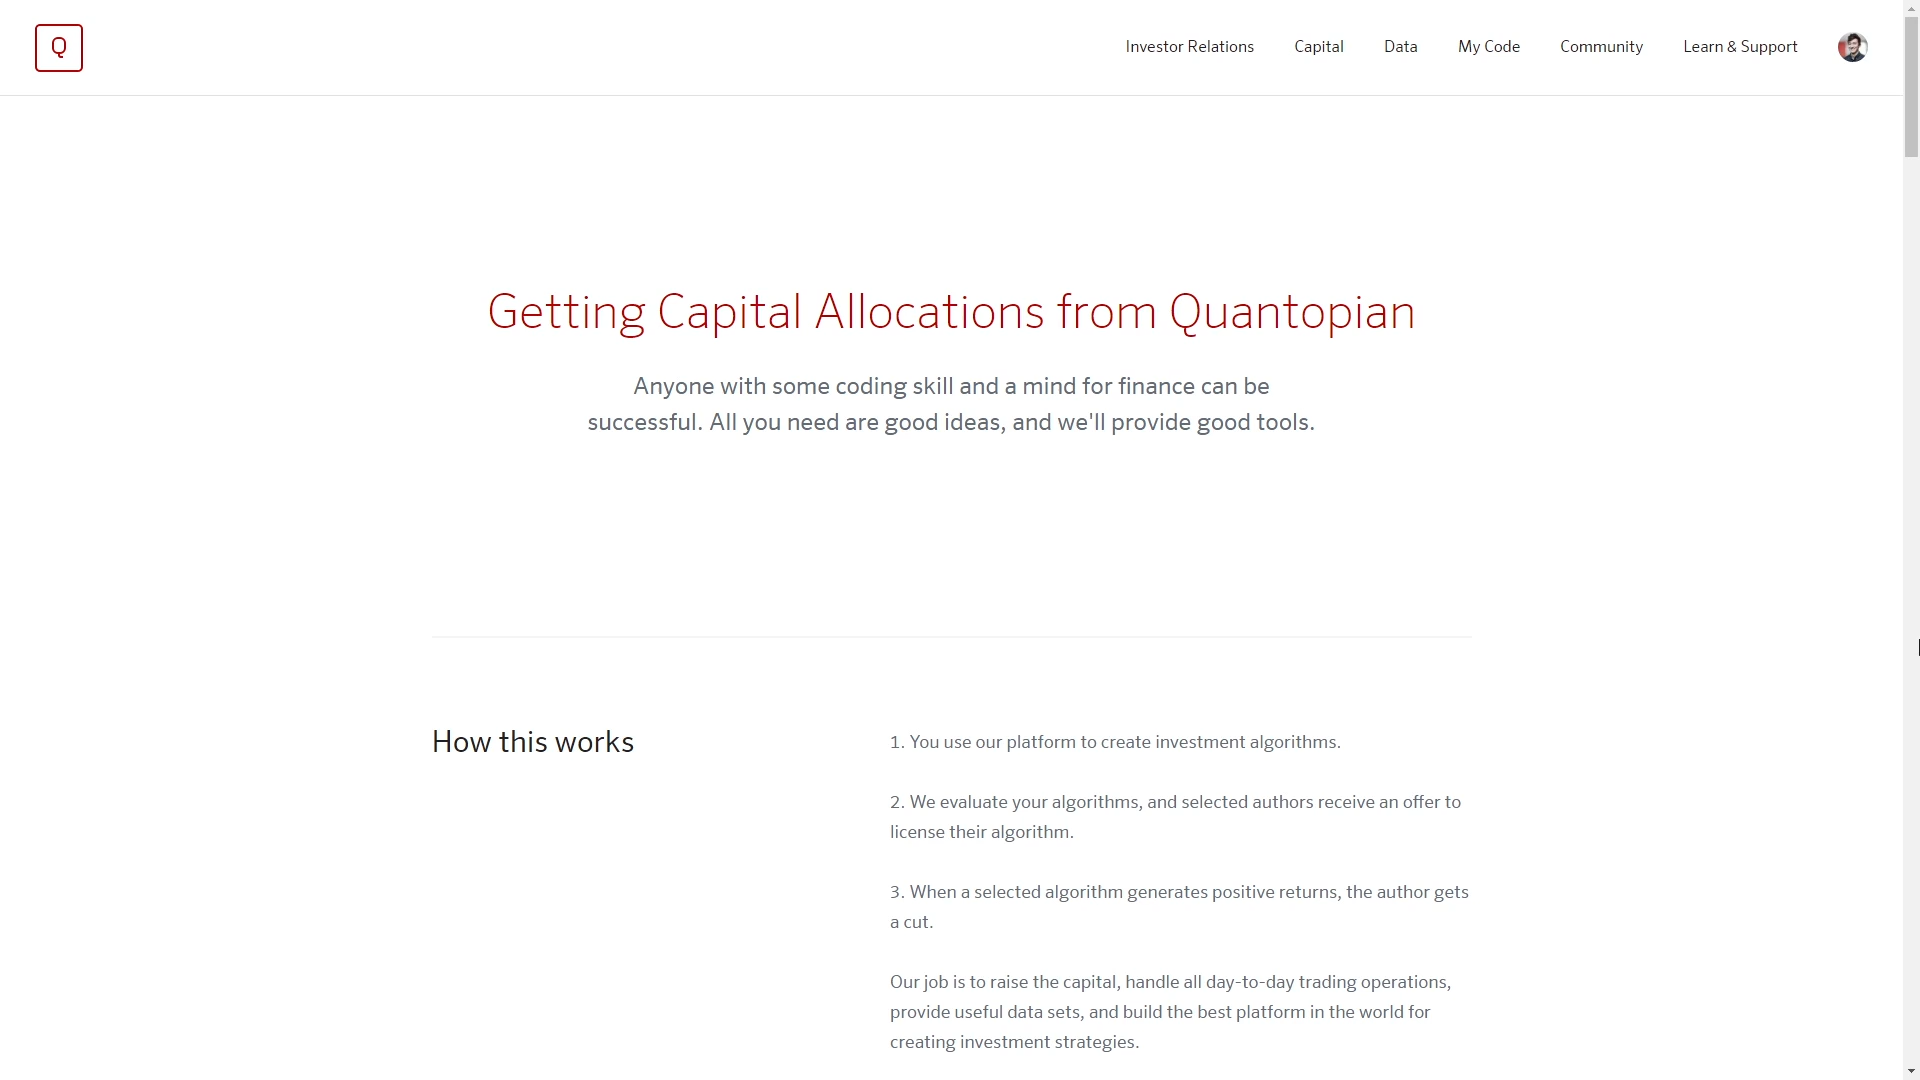 Q
Investor Relations
Capital
Data
My Code
Community
Learn & Support
Getting Capital Allocations from Quantopian
Anyone with some coding skill and a mind for finance can be
successful. All you need are good ideas, and we'll provide good tools.
How this works
1. You use our platform to create investment algorithms.
2. We evaluate your algorithms, and selected authors receive an offer to
license their algorithm.
3. When a selected algorithm generates positive returns, the author gets
a cut.
Our job is to raise the capital, handle all day-to-day trading operations,
provide useful data sets, and build the best platform in the world for
creating investment strategies.